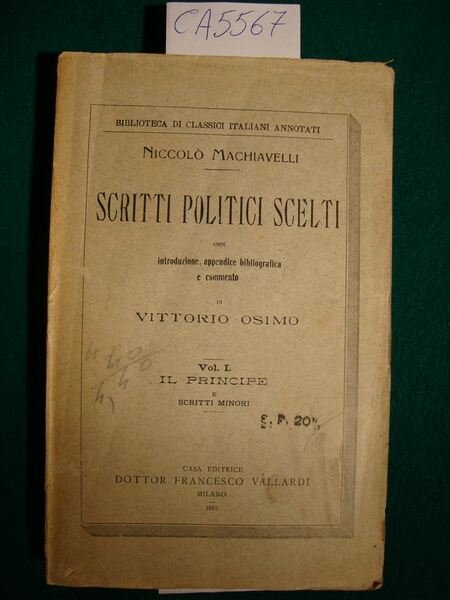 CA5567
BIBLIOTECA DI CLASSICI ITALIANI ANNOTATI
NICCOLÒ MACHIAVELLI
SCRITTI POLITICI SCELTI
CON
introduzione, appendice bibliografica
e commento
DI
VITTORIO OSIMO
Vol. I.
IL PRINCIPE
E
SCRITTI MINORI
CASA EDITRICE
DOTTOR FRANCESCO VALLARDI
MILANO